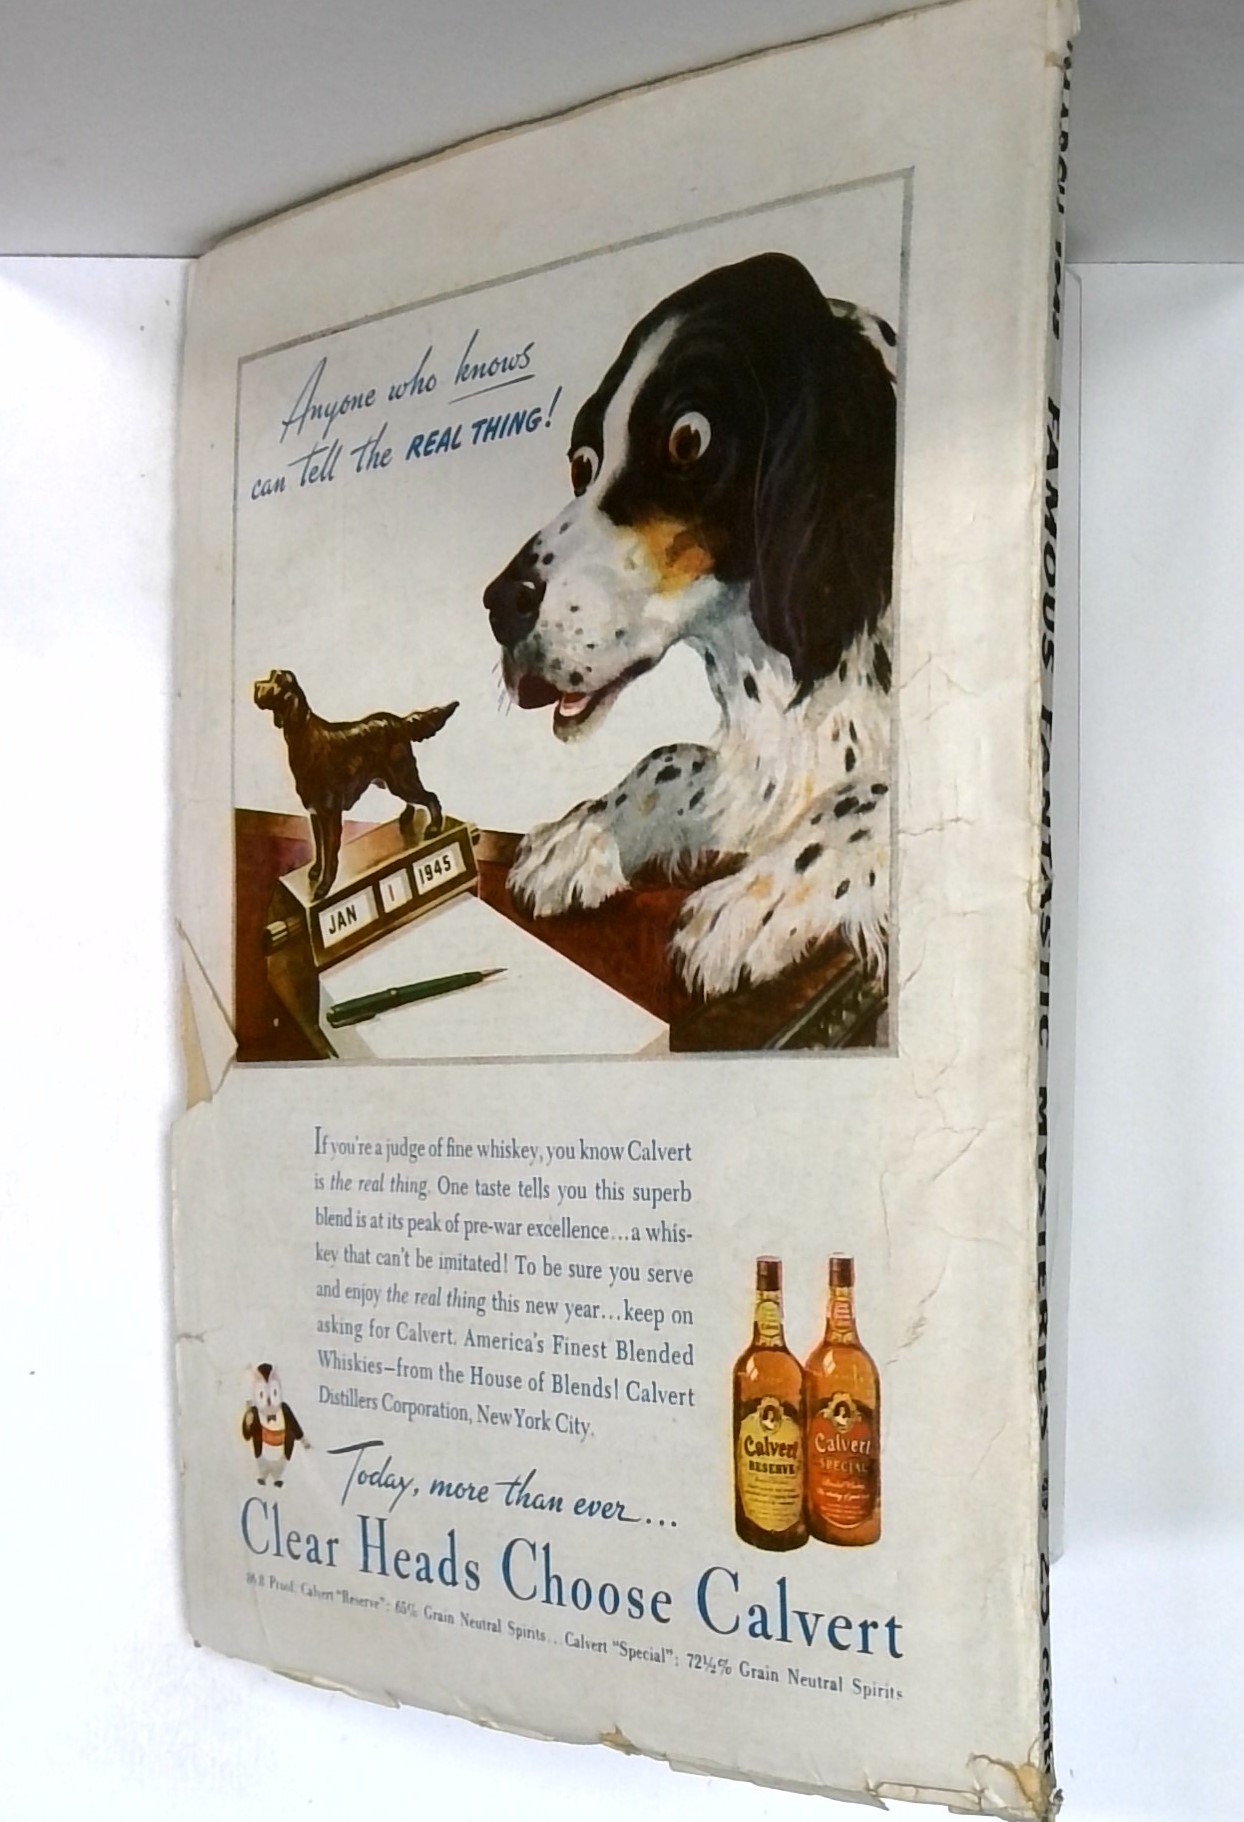 Anyone who knows
can tell the REAL THING!
JAN 1 1945
If you're a judge of fine whiskey, you know Calvert
is the real thing. One taste tells you this superb
blend is at its peak of pre-war excellence...a whis-
key that can't be imitated! To be sure you serve
and enjoy the real thing this new year...keep on
asking for Calvert. America's Finest Blended
Whiskies—from the House of Blends! Calvert
Distillers Corporation, New York City.
Calvert
RESERVE
Calvert
SPECIAL
Today, more than ever...
Clear Heads Choose Calvert
86.8 Proof. Calvert "Reserve": 65% Grain Neutral Spirits... Calvert "Special": 72½% Grain Neutral Spirits
MARCH 1945 FAMOUS FANTASTIC MYSTERIES 25